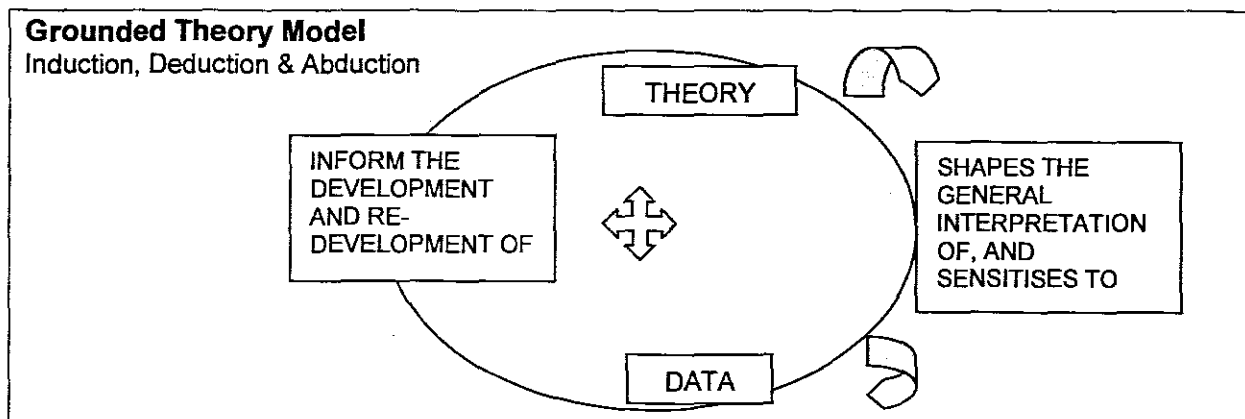 Grounded Theory Model
Induction, Deduction & Abduction
THEORY
INFORM THE
DEVELOPMENT
AND RE-
DEVELOPMENT OF
SHAPES THE
GENERAL
INTERPRETATION
OF, AND
SENSITISES TO
DATA